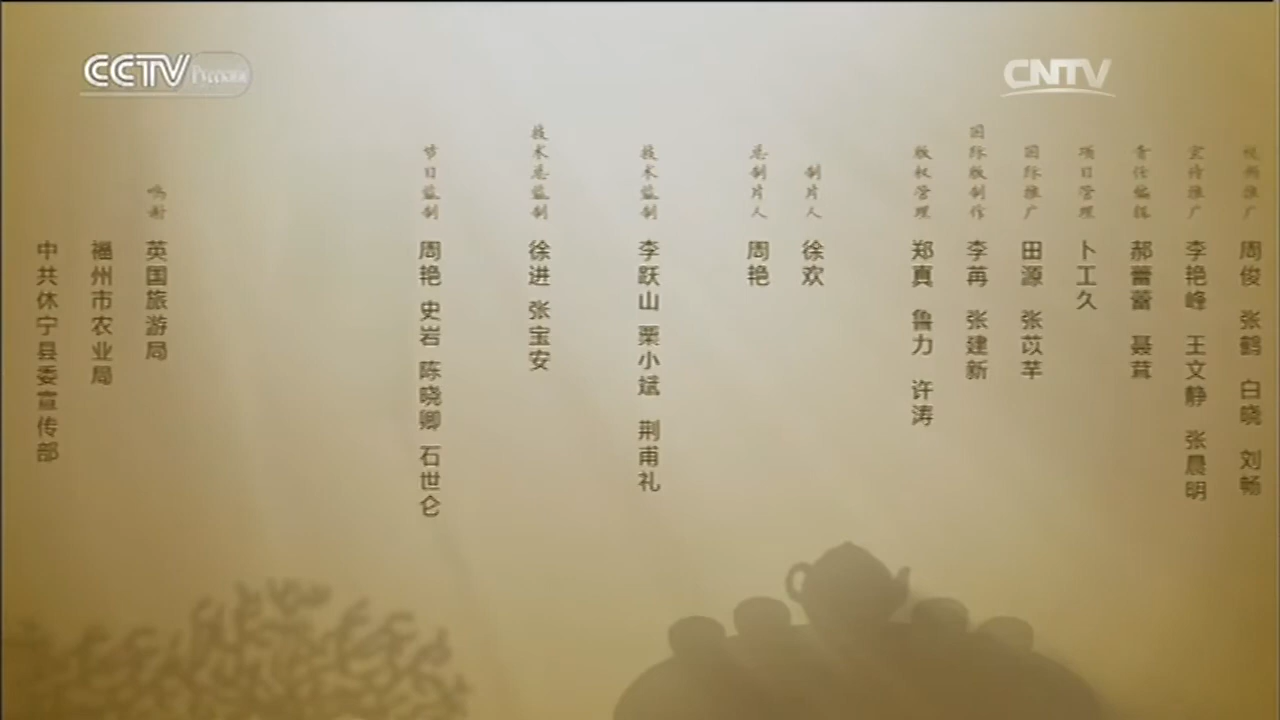 CCTV Русский
CNTV
视频推广 周俊 张鹤 白晓 刘畅
宣传推广 李艳峰 王文静 张晨明
责任编辑 郝蕾蕾 聂茸
项目管理 卜工久
国际推广 田源 张苡芊
国际版制作 李苒 张建新
版权管理 郑真 鲁力 许涛
制片人 徐欢
总制片人 周艳
技术监制 李跃山 栗小斌 荆甫礼
技术总监制 徐进 张宝安
节目监制 周艳 史岩 陈晓卿 石世仑
鸣谢 英国旅游局
福州市农业局
中共休宁县委宣传部